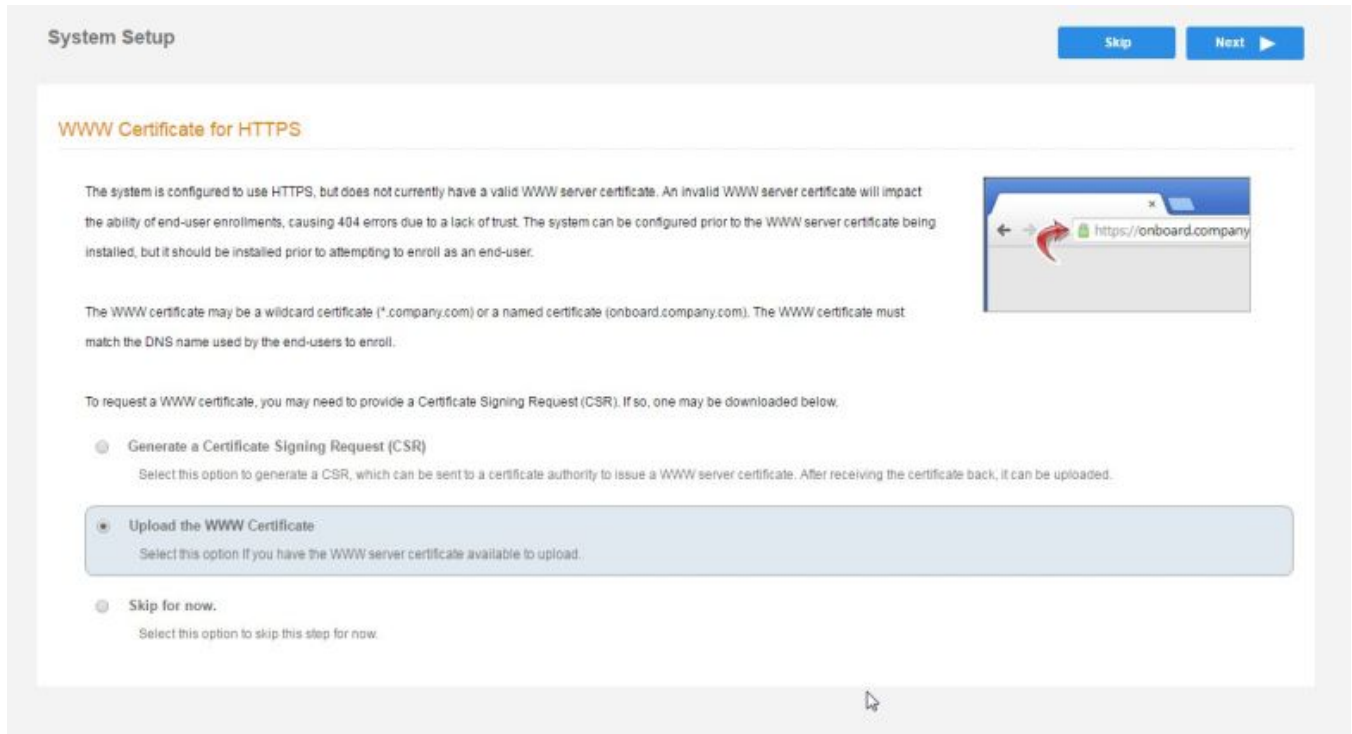 System Setup
Skip
Next
WWW Certificate for HTTPS
The system is configured to use HTTPS, but does not currently have a valid WWW server certificate. An invalid WWW server certificate will impact
the ability of end-user enrollments, causing 404 errors due to a lack of trust. The system can be configured prior to the WWW server certificate being
installed, but it should be installed prior to attempting to enroll as an end-user.
https://onboard.company
The WWW certificate may be a wildcard certificate (*.company.com) or a named certificate (onboard.company.com). The WWW certificate must
match the DNS name used by the end-users to enroll.
To request a WWW certificate, you may need to provide a Certificate Signing Request (CSR). If so, one may be downloaded below.
Generate a Certificate Signing Request (CSR)
Select this option to generate a CSR, which can be sent to a certificate authority to issue a WWW server certificate. After receiving the certificate back, it can be uploaded.
Upload the WWW Certificate
Select this option If you have the WWW server certificate available to upload.
Skip for now.
Select this option to skip this step for now.